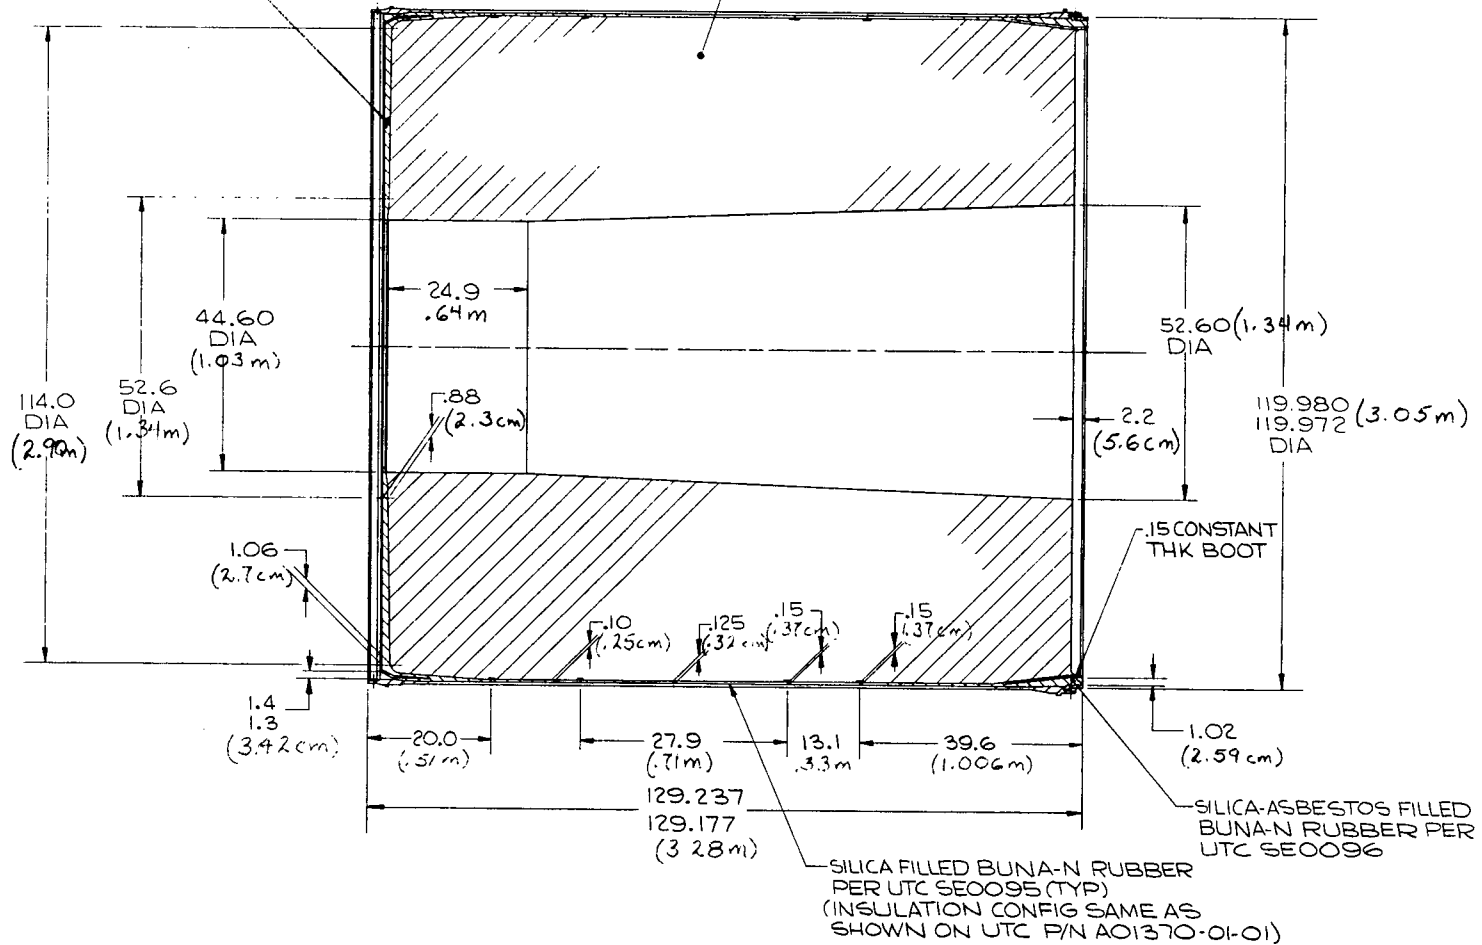 24.9
.64m
44.60
DIA
(1.03m)
52.60 (1.34m)
DIA
114.0
DIA
(2.90m)
52.6
DIA
(1.34m)
.88
(2.3cm)
2.2
(5.6cm)
119.980
119.972 (3.05m)
DIA
.15 CONSTANT
THK BOOT
1.06
(2.7cm)
.10
(.25cm)
.125
(.32cm)
.15
(.37cm)
.15
(.37cm)
1.4
1.3
(3.42cm)
20.0
(.51m)
27.9
(.71m)
13.1
.33m
39.6
(1.006m)
1.02
(2.59cm)
129.237
129.177
(3.28m)
SILICA-ASBESTOS FILLED
BUNA-N RUBBER PER
UTC SE0096
SILICA FILLED BUNA-N RUBBER
PER UTC SE0095 (TYP)
(INSULATION CONFIG SAME AS
SHOWN ON UTC P/N A01370-01-01)